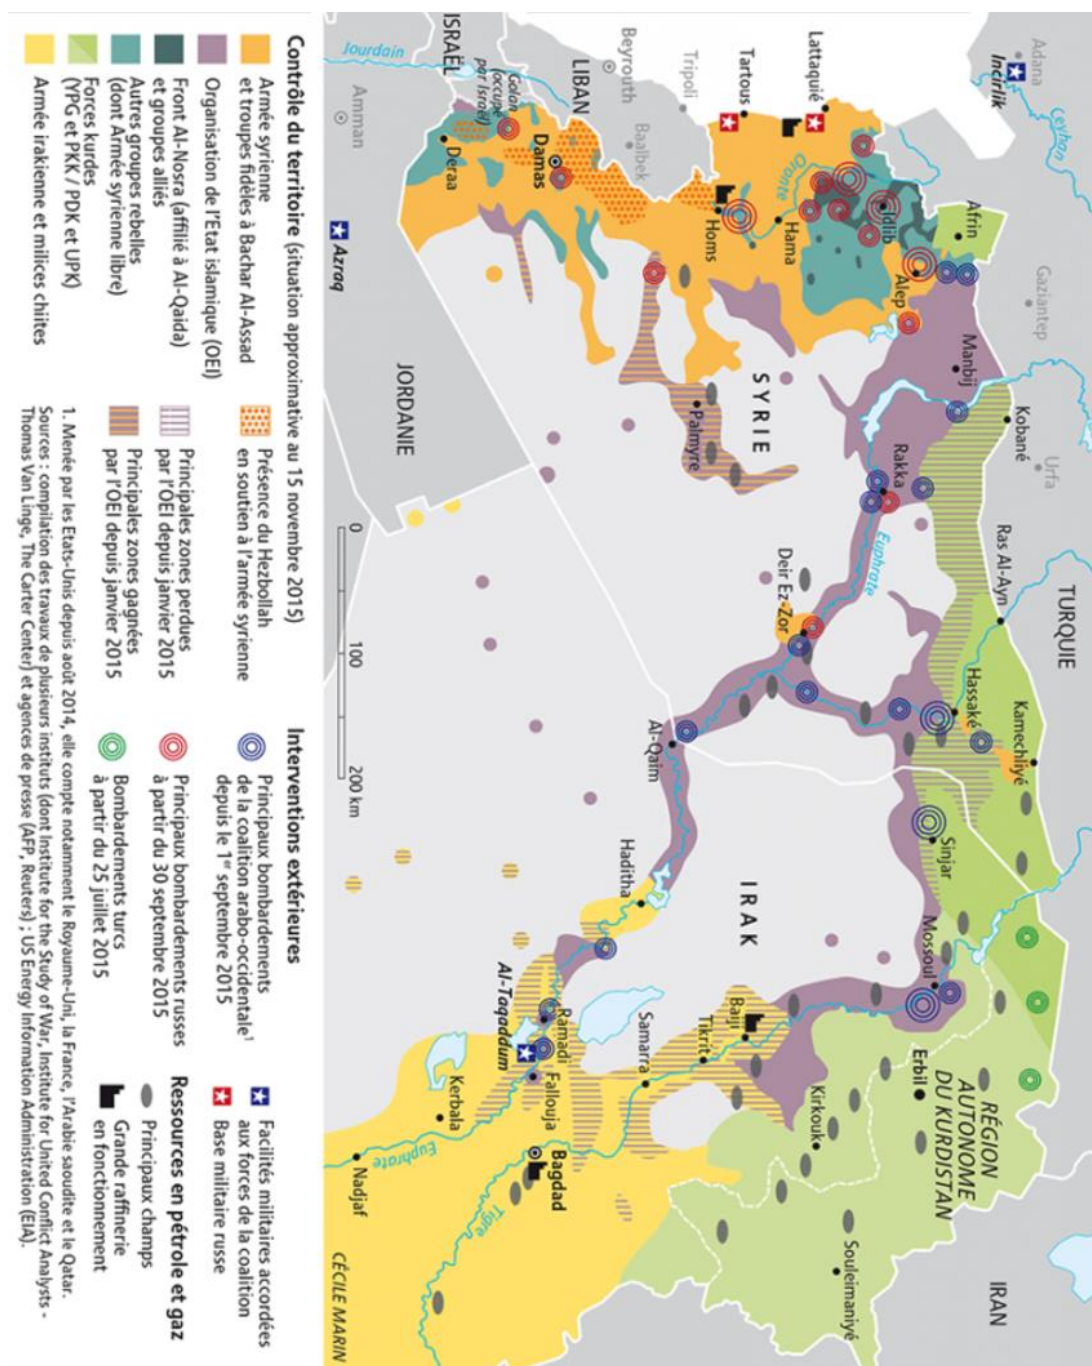 Adana
Incirlik
Ceyhan
Gaziantep
Urfa
TURQUIE
IRAN
Afrin
Kobané
Ras Al-Ayn
Kamechliyé
Lattaquié
Idlib
Alep
Manbij
Rakka
Hassaké
Sinjar
Mossoul
Erbil
RÉGION
AUTONOME
DU KURDISTAN
Oronte
Hama
Tartous
Homs
SYRIE
Euphrate
Deir Ez-Zor
IRAK
Kirkouk
Souleimaniyé
Tripoli
Beyrouth
Baalbek
LIBAN
Palmyre
Al-Qaim
Haditha
Baiji
Tikrit
Samarra
Golan
(occupé
par Israël)
Damas
Deraa
Jourdain
ISRAËL
Amman
Azraq
JORDANIE
Ramadi
Al-Taqaddum
Fallouja
Bagdad
Kerbala
Nadjaf
Euphrate
Tigre
0
100
200 km
CÉCILE MARIN
Contrôle du territoire (situation approximative au 15 novembre 2015)
Armée syrienne
et troupes fidèles à Bachar Al-Assad
Organisation de l'Etat islamique (OEI)
Front Al-Nosra (affilié à Al-Qaida)
et groupes alliés
Autres groupes rebelles
(dont Armée syrienne libre)
Forces kurdes
(YPG et PKK / PDK et UPK)
Armée irakienne et milices chiites
Présence du Hezbollah
en soutien à l'armée syrienne
Principales zones perdues
par l'OEI depuis janvier 2015
Principales zones gagnées
par l'OEI depuis janvier 2015
Interventions extérieures
Principaux bombardements
de la coalition arabo-occidentale¹
depuis le 1er septembre 2015
Principaux bombardements russes
à partir du 30 septembre 2015
Bombardements turcs
à partir du 25 juillet 2015
Facilités militaires accordées
aux forces de la coalition
Base militaire russe
Ressources en pétrole et gaz
Principaux champs
Grande raffinerie
en fonctionnement
1. Menée par les Etats-Unis depuis août 2014, elle compte notamment le Royaume-Uni, la France, l'Arabie saoudite et le Qatar.
Sources : compilation des travaux de plusieurs instituts (dont Institute for the Study of War, Institute for United Conflict Analysts -
Thomas Van Linge, The Carter Center) et agences de presse (AFP, Reuters) ; US Energy Information Administration (EIA).